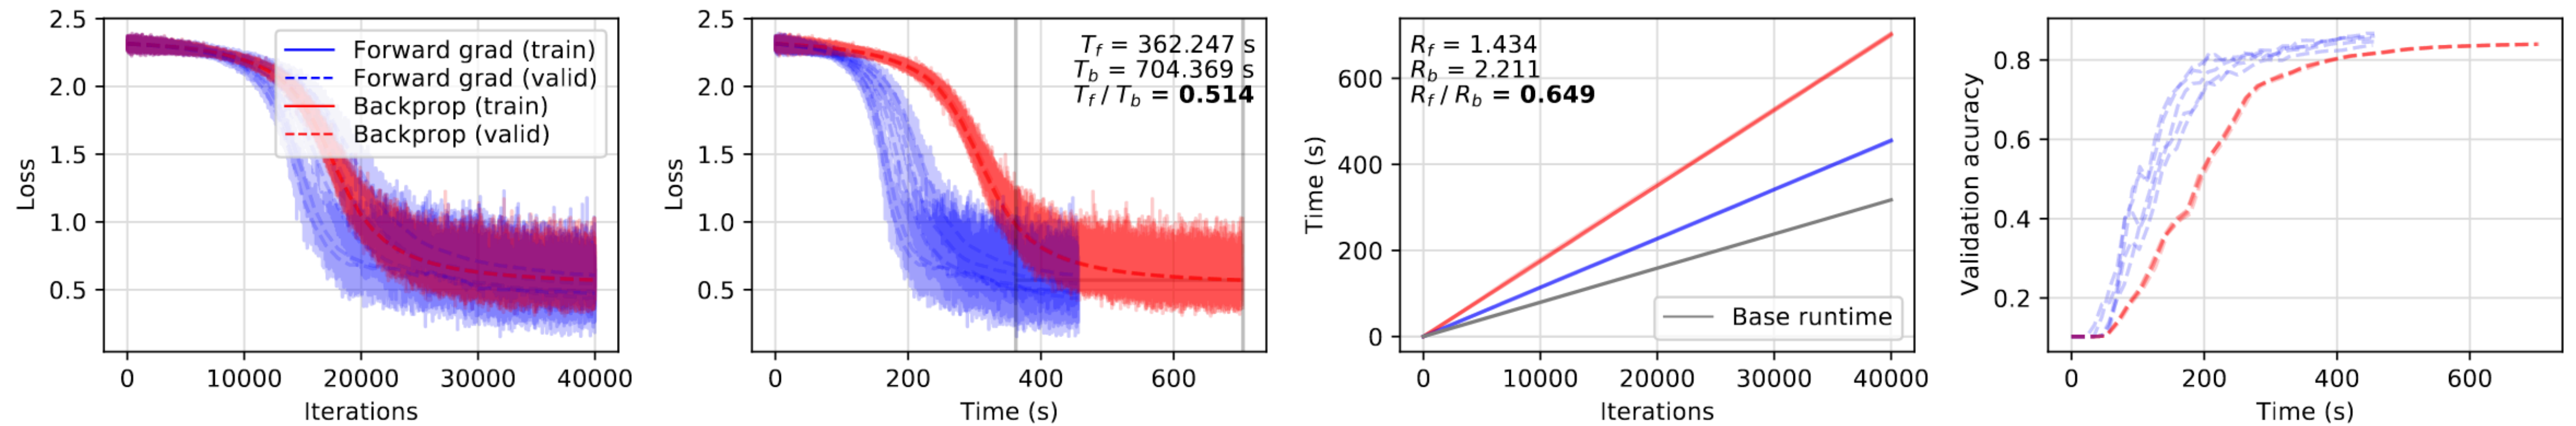 2.5
2.0
1.5
1.0
0.5
Loss
0 10000 20000 30000 40000
Iterations
Forward grad (train)
Forward grad (valid)
Backprop (train)
Backprop (valid)
2.5
2.0
1.5
1.0
0.5
Loss
0 200 400 600
Time (s)
T_f = 362.247 s
T_b = 704.369 s
T_f / T_b = 0.514
600
400
200
0
Time (s)
0 10000 20000 30000 40000
Iterations
R_f = 1.434
R_b = 2.211
R_f / R_b = 0.649
Base runtime
0.8
0.6
0.4
0.2
Validation acuracy
0 200 400 600
Time (s)